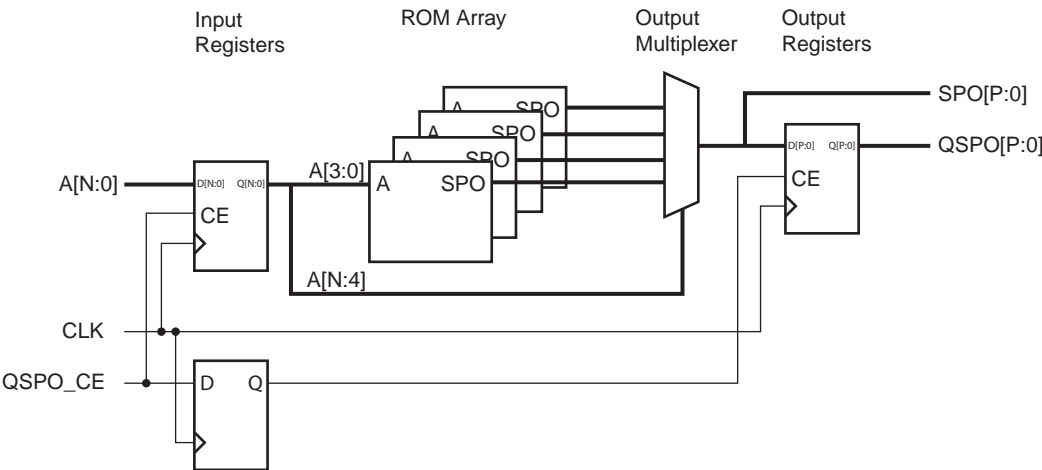 Input
Registers
ROM Array
Output
Multiplexer
Output
Registers
A SPO
A SPO
A SPO
A SPO
SPO[P:0]
D[P:0] Q[P:0]
QSPO[P:0]
CE
A[N:0]
D[N:0] Q[N:0]
A[3:0]
CE
A[N:4]
CLK
QSPO_CE
D Q